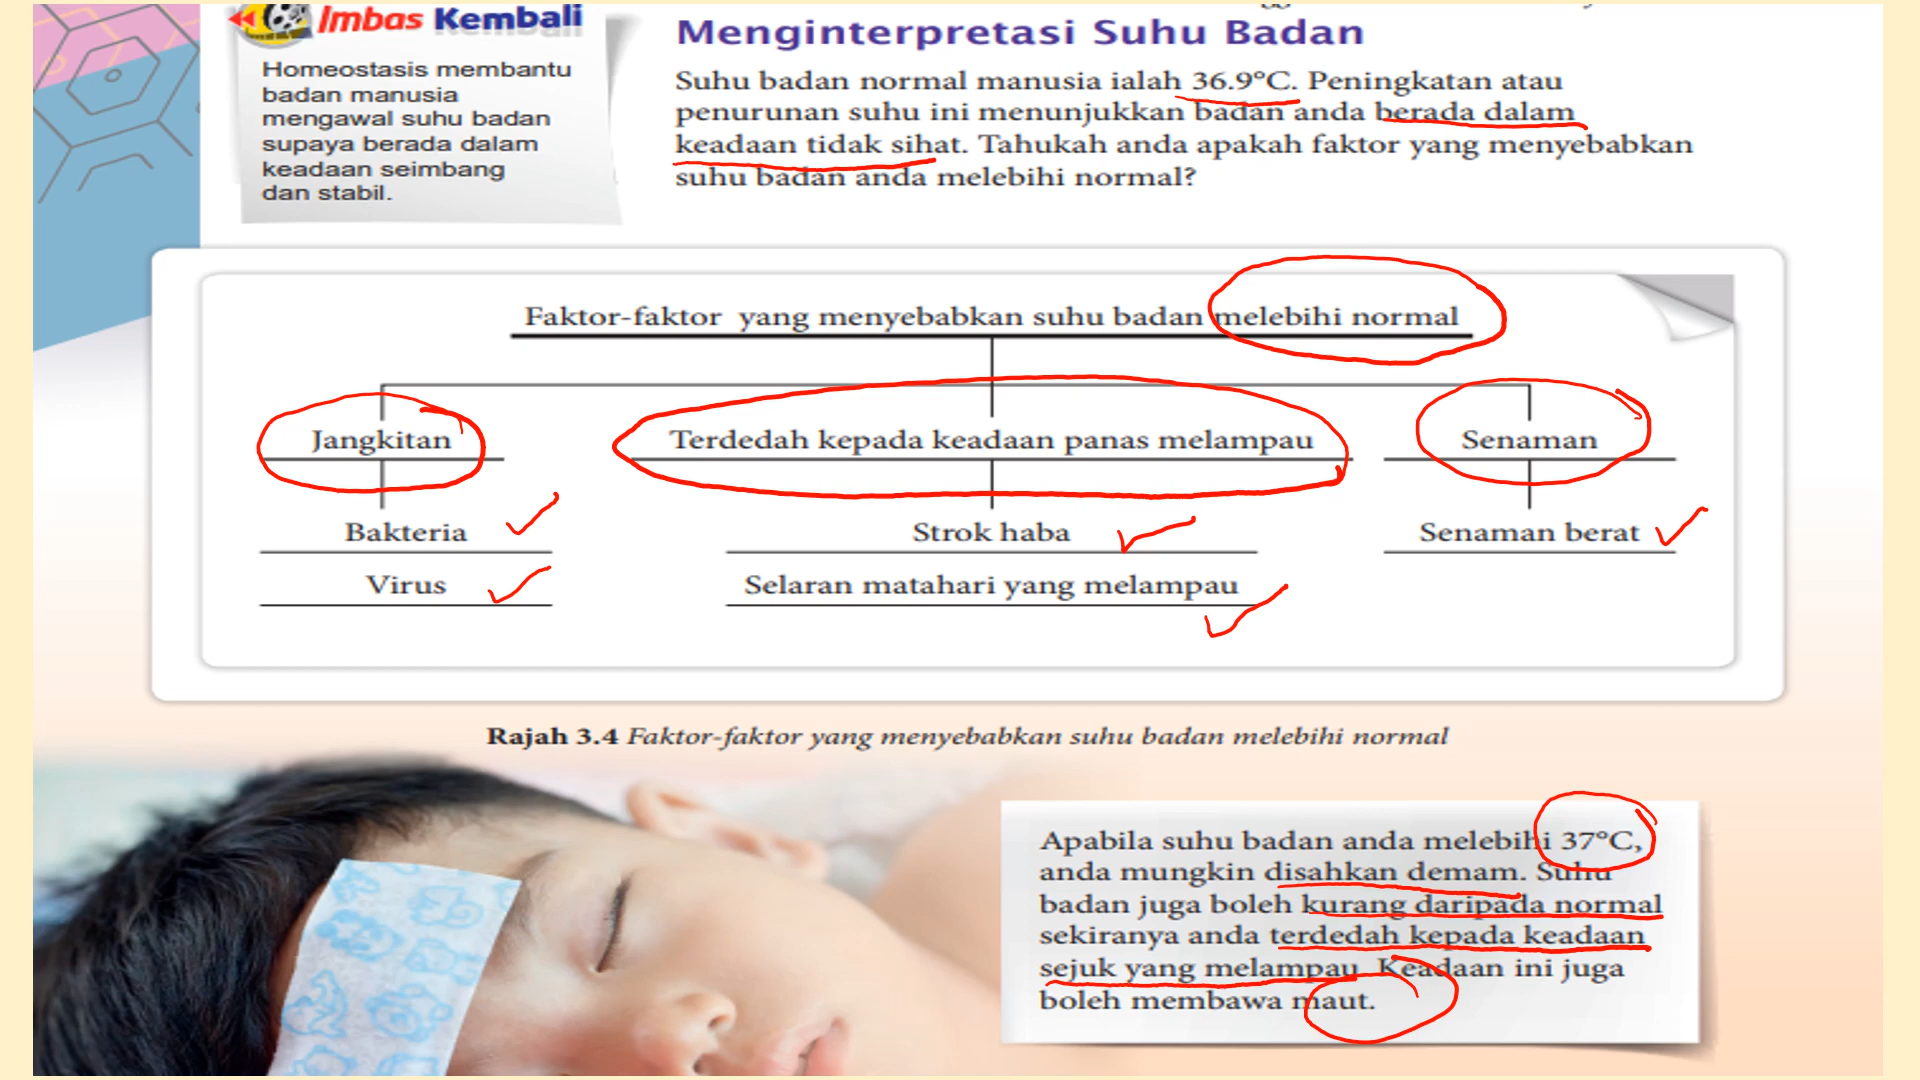 Imbas Kembali
Homeostasis membantu
badan manusia
mengawal suhu badan
supaya berada dalam
keadaan seimbang
dan stabil.
Menginterpretasi Suhu Badan
Suhu badan normal manusia ialah 36.9°C. Peningkatan atau
penurunan suhu ini menunjukkan badan anda berada dalam
keadaan tidak sihat. Tahukah anda apakah faktor yang menyebabkan
suhu badan anda melebihi normal?
Faktor-faktor yang menyebabkan suhu badan melebihi normal
Jangkitan
Terdedah kepada keadaan panas melampau
Senaman
Bakteria
Strok haba
Senaman berat
Virus
Selaran matahari yang melampau
Rajah 3.4 Faktor-faktor yang menyebabkan suhu badan melebihi normal
Apabila suhu badan anda melebihi 37°C,
anda mungkin disahkan demam. Suhu
badan juga boleh kurang daripada normal
sekiranya anda terdedah kepada keadaan
sejuk yang melampau. Keadaan ini juga
boleh membawa maut.